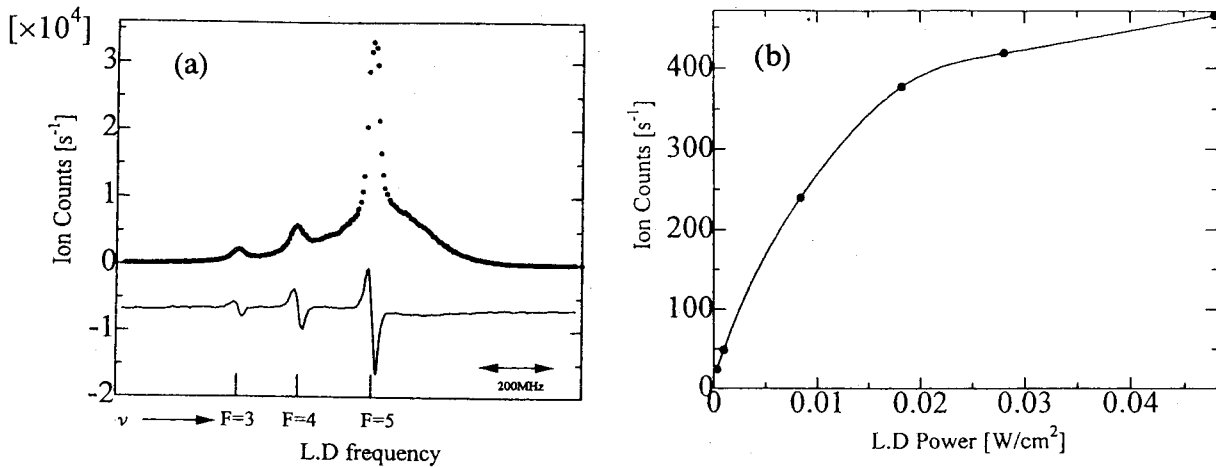 [×10⁴]
(a)
3
2
1
0
-1
-2
Ion Counts [s⁻¹]
200MHz
ν
F=3
F=4
F=5
L.D frequency
(b)
400
300
200
100
0
Ion Counts [s⁻¹]
0
0.01
0.02
0.03
0.04
L.D Power [W/cm²]